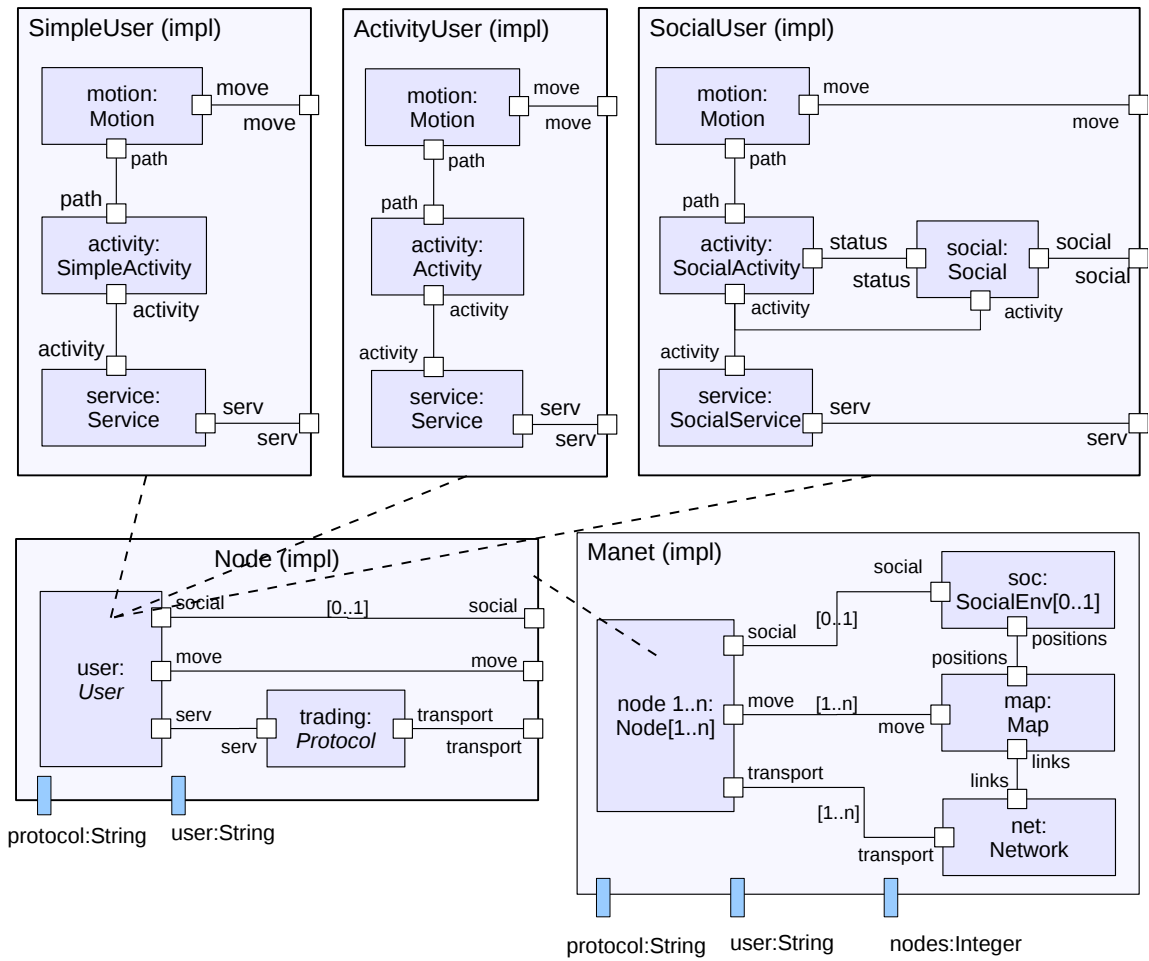 SimpleUser (impl)
motion:
Motion
move
move
path
path
activity:
SimpleActivity
activity
activity
service:
Service
serv
serv
ActivityUser (impl)
motion:
Motion
move
move
path
path
activity:
Activity
activity
activity
service:
Service
serv
serv
SocialUser (impl)
motion:
Motion
move
move
path
path
activity:
SocialActivity
status
status
social:
Social
social
social
activity
activity
activity
service:
SocialService
serv
serv
Node (impl)
user:
User
social
[0..1]
social
move
move
serv
serv
trading:
Protocol
transport
transport
protocol:String
user:String
Manet (impl)
node 1..n:
Node[1..n]
social
[0..1]
social
soc:
SocialEnv[0..1]
positions
positions
move
[1..n]
move
map:
Map
links
links
transport
[1..n]
transport
net:
Network
protocol:String
user:String
nodes:Integer